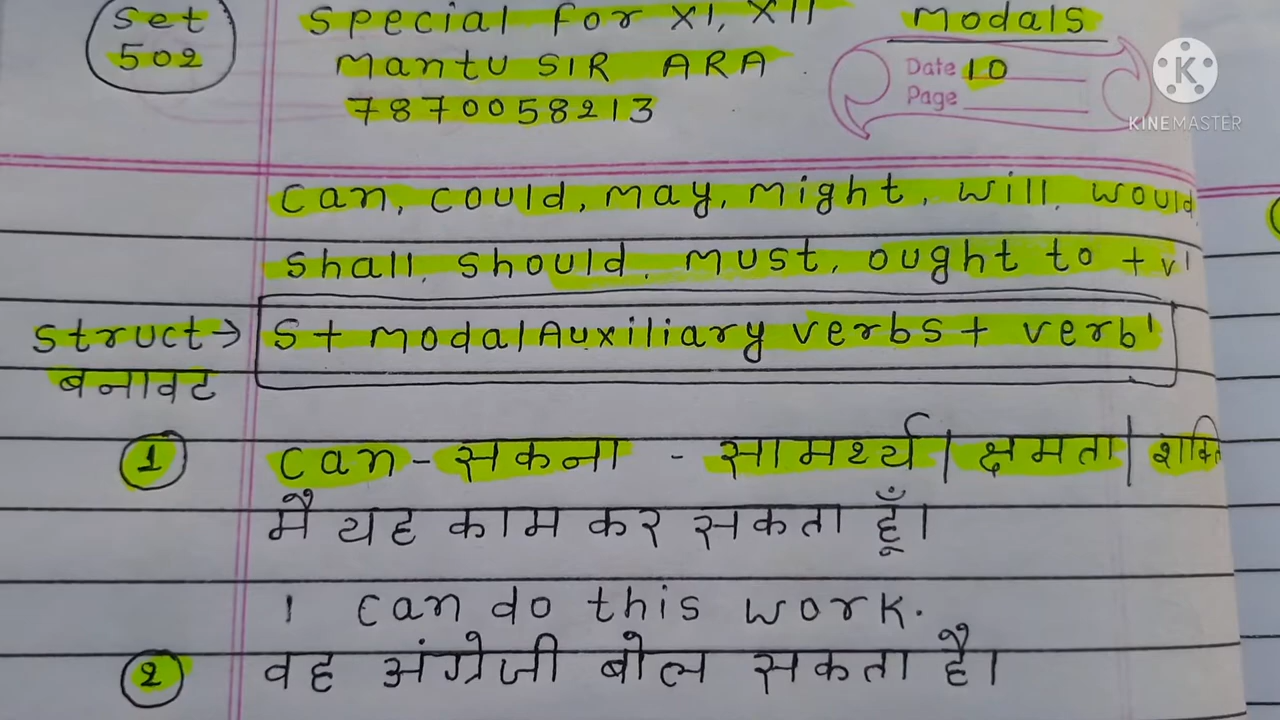 Set
502
Special for XI, XII
Mantu SIR ARA
7870058213
Modals
Date 10
Page
KINEMASTER
Can, could, may, might, will, would,
Shall, should, must, ought to + v¹
Struct→ S + modal Auxiliary verbs + verb¹
बनावट
1 Can - सकना - सामर्थ्य | क्षमता | शक्ति
मै यह काम कर सकता हूँ।
I can do this work.
2 वह अंग्रेजी बोल सकता है।